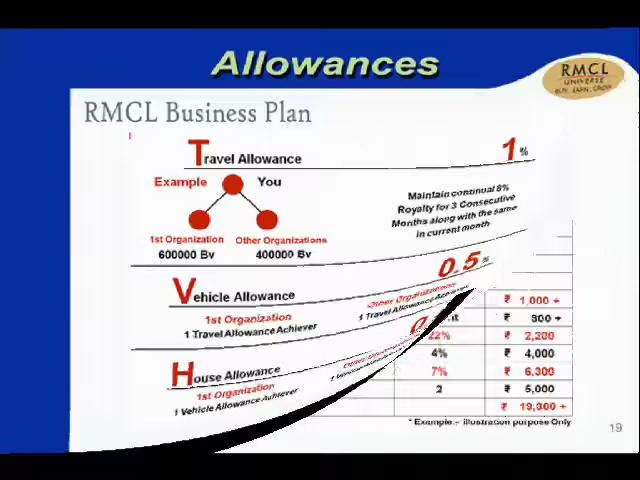 Allowances
RMCL
UNIVERSE
BUY, EARN, GROW
RMCL Business Plan
Travel Allowance
1%
Example
You
Maintain continual 8%
Royalty for 3 Consecutive
Months along with the same
in current month
1st Organization
Other Organizations
600000 Bv
400000 Bv
0.5%
Vehicle Allowance
1st Organization
1 Travel Allowance Achiever
Other Organizations
1 Travel Allowance Achiever
House Allowance
1st Organization
1 Vehicle Allowance Achiever
₹ 1,000 +
₹ 800 +
22% ₹ 2,200
4% ₹ 4,000
7% ₹ 6,300
2 ₹ 5,000
₹ 19,300 +
* Example - illustration purpose Only
19